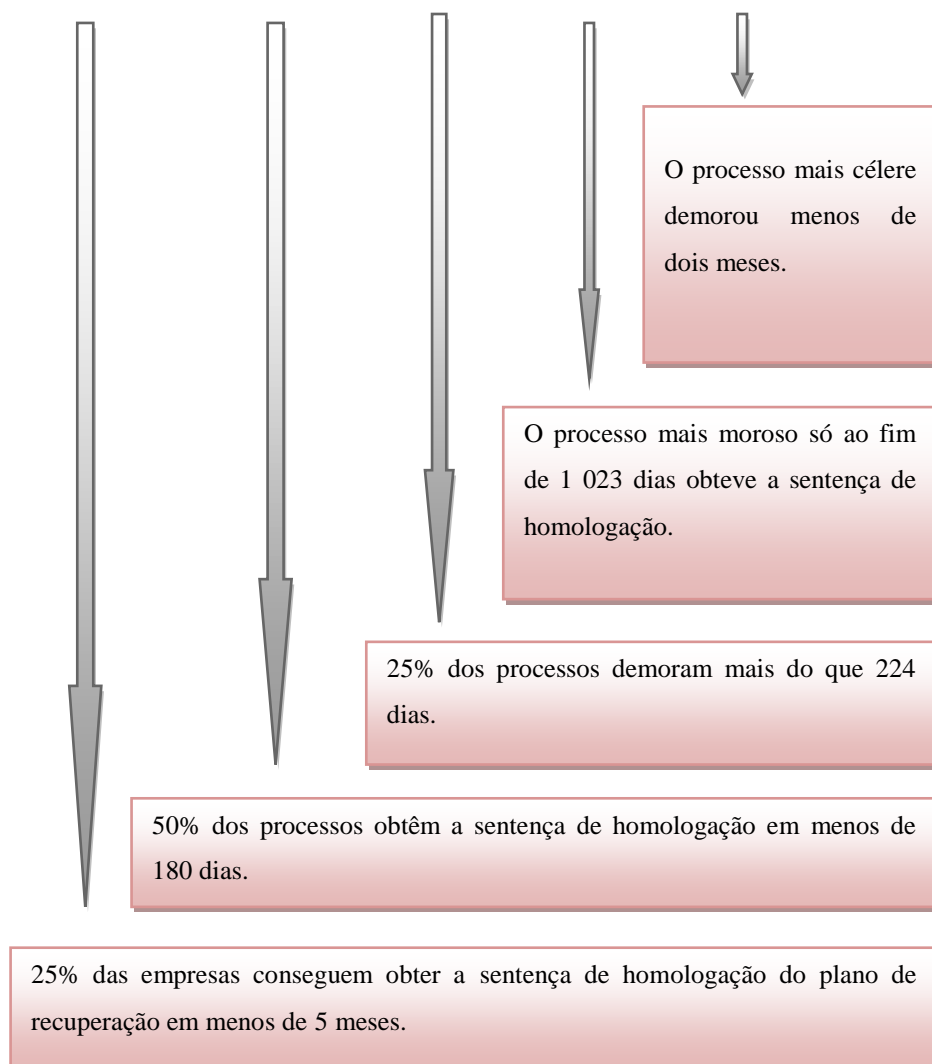 O processo mais célere
demorou menos de
dois meses.
O processo mais moroso só ao fim
de 1 023 dias obteve a sentença de
homologação.
25% dos processos demoram mais do que 224
dias.
50% dos processos obtêm a sentença de homologação em menos de
180 dias.
25% das empresas conseguem obter a sentença de homologação do plano de
recuperação em menos de 5 meses.